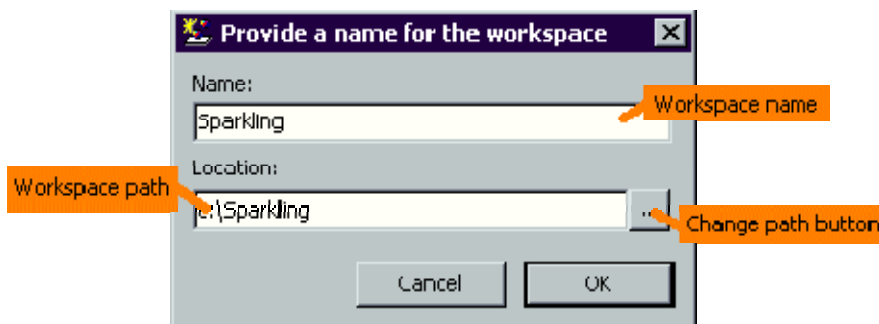 Provide a name for the workspace
Name:
Workspace name
Sparkling
Location:
Workspace path
c:\Sparkling
...
Change path button
Cancel
OK